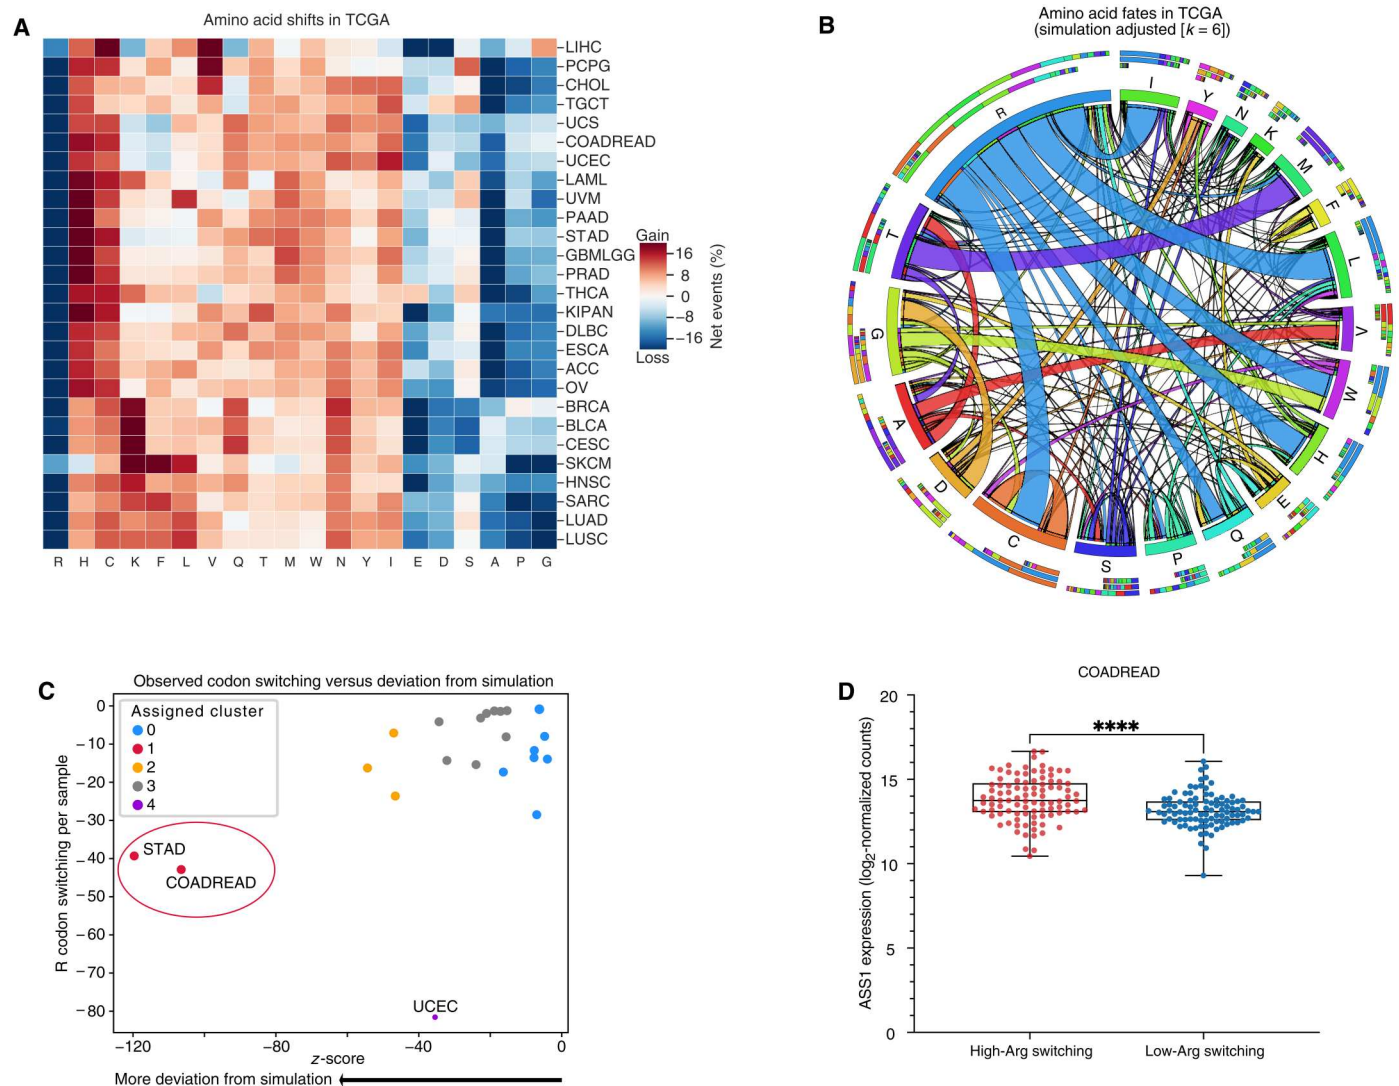 A
Amino acid shifts in TCGA
LIHC
PCPG
CHOL
TGCT
UCS
COADREAD
UCEC
LAML
UVM
PAAD
STAD
GBMLGG
PRAD
THCA
KIPAN
DLBC
ESCA
ACC
OV
BRCA
BLCA
CESC
SKCM
HNSC
SARC
LUAD
LUSC
R H C K F L V Q T M W N Y I E D S A P G
Gain
16
8
0
−8
−16
Loss
Net events (%)
B
Amino acid fates in TCGA
(simulation adjusted [k = 6])
R
I
Y
N
K
M
F
L
V
W
H
E
Q
P
S
C
D
A
G
T
C
Observed codon switching versus deviation from simulation
Assigned cluster
0
1
2
3
4
0
−10
−20
−30
−40
−50
−60
−70
−80
R codon switching per sample
STAD
COADREAD
UCEC
−120 −80 −40 0
z-score
More deviation from simulation
D
COADREAD
****
20
15
10
5
0
ASS1 expression (log2-normalized counts)
High-Arg switching Low-Arg switching